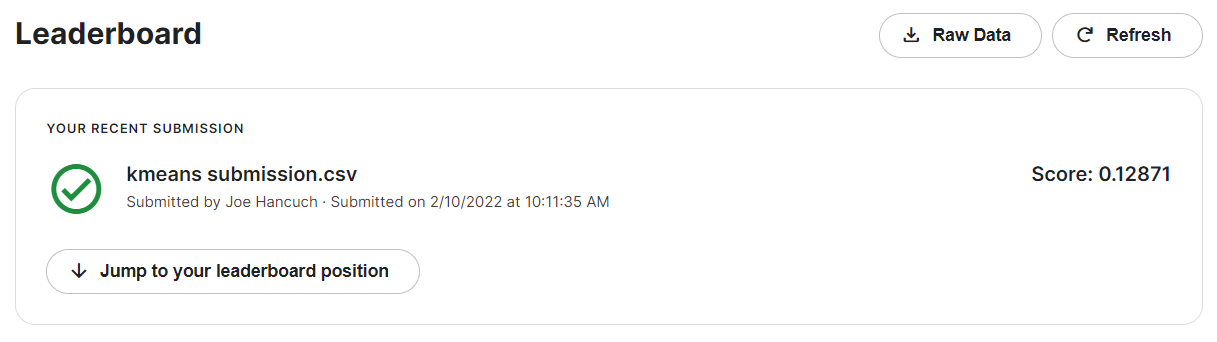 Leaderboard
Raw Data
Refresh
YOUR RECENT SUBMISSION
kmeans submission.csv
Score: 0.12871
Submitted by Joe Hancuch · Submitted on 2/10/2022 at 10:11:35 AM
Jump to your leaderboard position